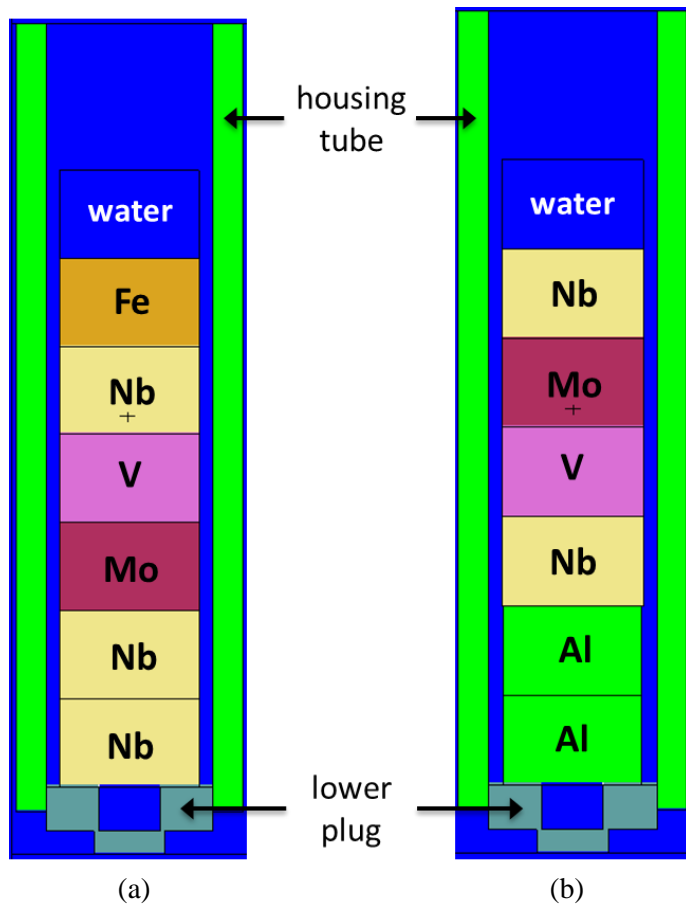 housing
tube
water
Fe
Nb
V
Mo
Nb
Nb
water
Nb
Mo
V
Nb
Al
Al
lower
plug
(a)
(b)